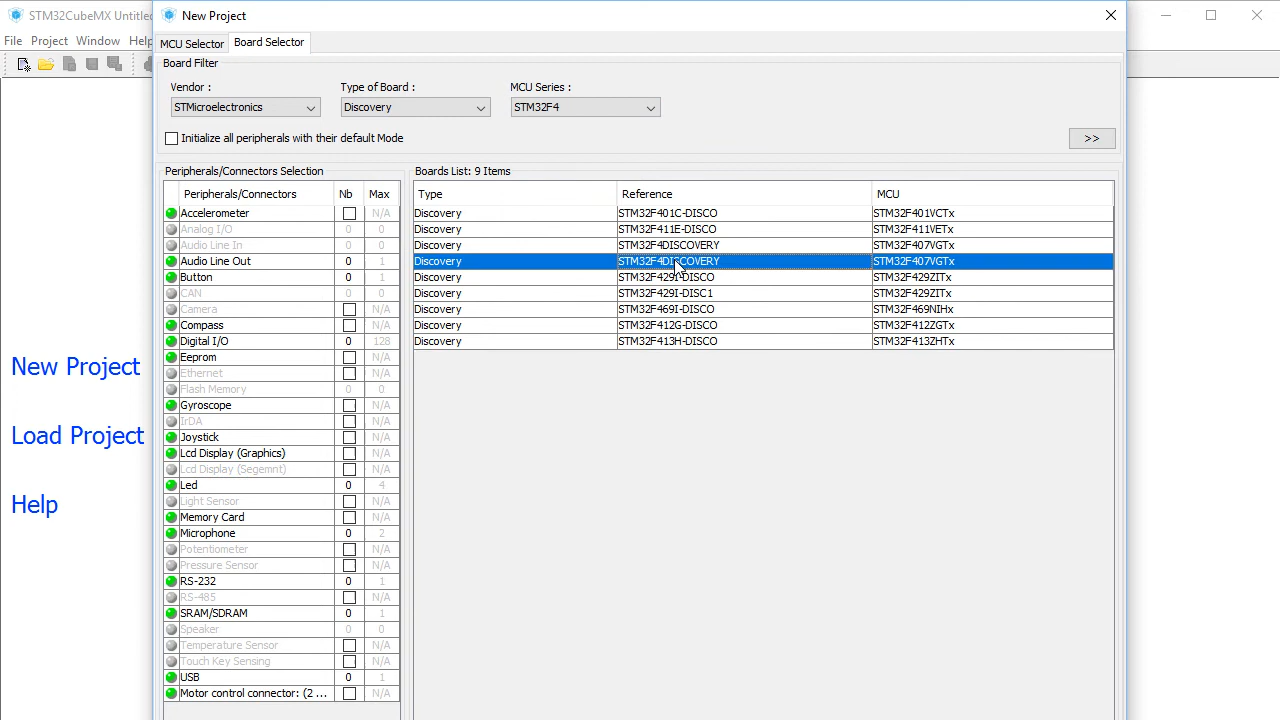 STM32CubeMX Untitled
New Project
File Project Window Help
MCU Selector Board Selector
Board Filter
Vendor : Type of Board : MCU Series :
STMicroelectronics Discovery STM32F4
Initialize all peripherals with their default Mode
>>
Peripherals/Connectors Selection
Peripherals/Connectors Nb Max
Accelerometer N/A
Analog I/O 0 0
Audio Line In 0 0
Audio Line Out 0 1
Button 0 1
CAN 0 0
Camera N/A
Compass N/A
Digital I/O 0 128
Eeprom N/A
Ethernet N/A
Flash Memory 0 0
Gyroscope N/A
IrDA N/A
Joystick N/A
Lcd Display (Graphics) N/A
Lcd Display (Segemnt) N/A
Led 0 4
Light Sensor N/A
Memory Card N/A
Microphone 0 2
Potentiometer N/A
Pressure Sensor N/A
RS-232 0 1
RS-485 N/A
SRAM/SDRAM 0 1
Speaker 0 0
Temperature Sensor N/A
Touch Key Sensing N/A
USB 0 1
Motor control connector: (2 ... N/A
Boards List: 9 Items
Type Reference MCU
Discovery STM32F401C-DISCO STM32F401VCTx
Discovery STM32F411E-DISCO STM32F411VETx
Discovery STM32F4DISCOVERY STM32F407VGTx
Discovery STM32F4DISCOVERY STM32F407VGTx
Discovery STM32F429I-DISCO STM32F429ZITx
Discovery STM32F429I-DISC1 STM32F429ZITx
Discovery STM32F469I-DISCO STM32F469NIHx
Discovery STM32F412G-DISCO STM32F412ZGTx
Discovery STM32F413H-DISCO STM32F413ZHTx
New Project
Load Project
Help